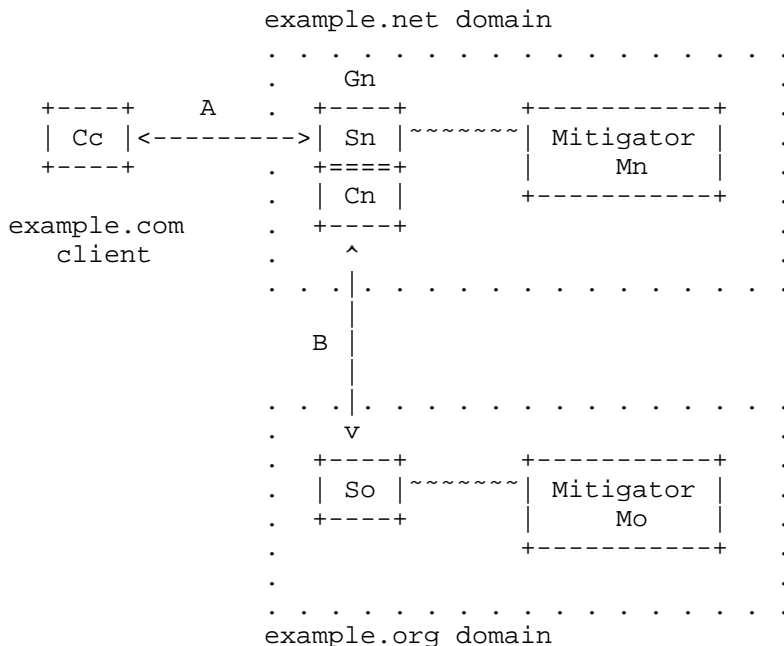 example.net domain
. . . . . . . . . . . . . . . . .
. Gn .
+----+ A . +----+ +-----------+ .
| Cc |<--------->| Sn |~~~~~~~| Mitigator | .
+----+ . +====+ | Mn | .
. | Cn | +-----------+ .
example.com . +----+ .
client . ^ .
. . .|. . . . . . . . . . . . . .
|
B |
|
. . .|. . . . . . . . . . . . . .
. v .
. +----+ +-----------+ .
. | So |~~~~~~~| Mitigator | .
. +----+ | Mo | .
. +-----------+ .
. .
. . . . . . . . . . . . . . . . .
example.org domain